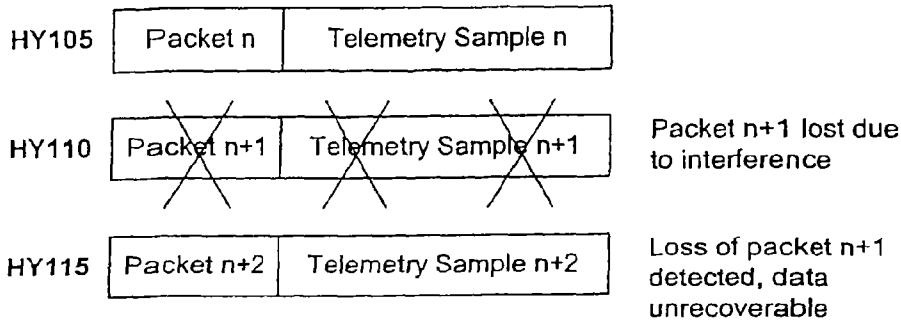 HY105 Packet n Telemetry Sample n
HY110 Packet n+1 Telemetry Sample n+1 Packet n+1 lost due
to interference
HY115 Packet n+2 Telemetry Sample n+2 Loss of packet n+1
detected, data
unrecoverable